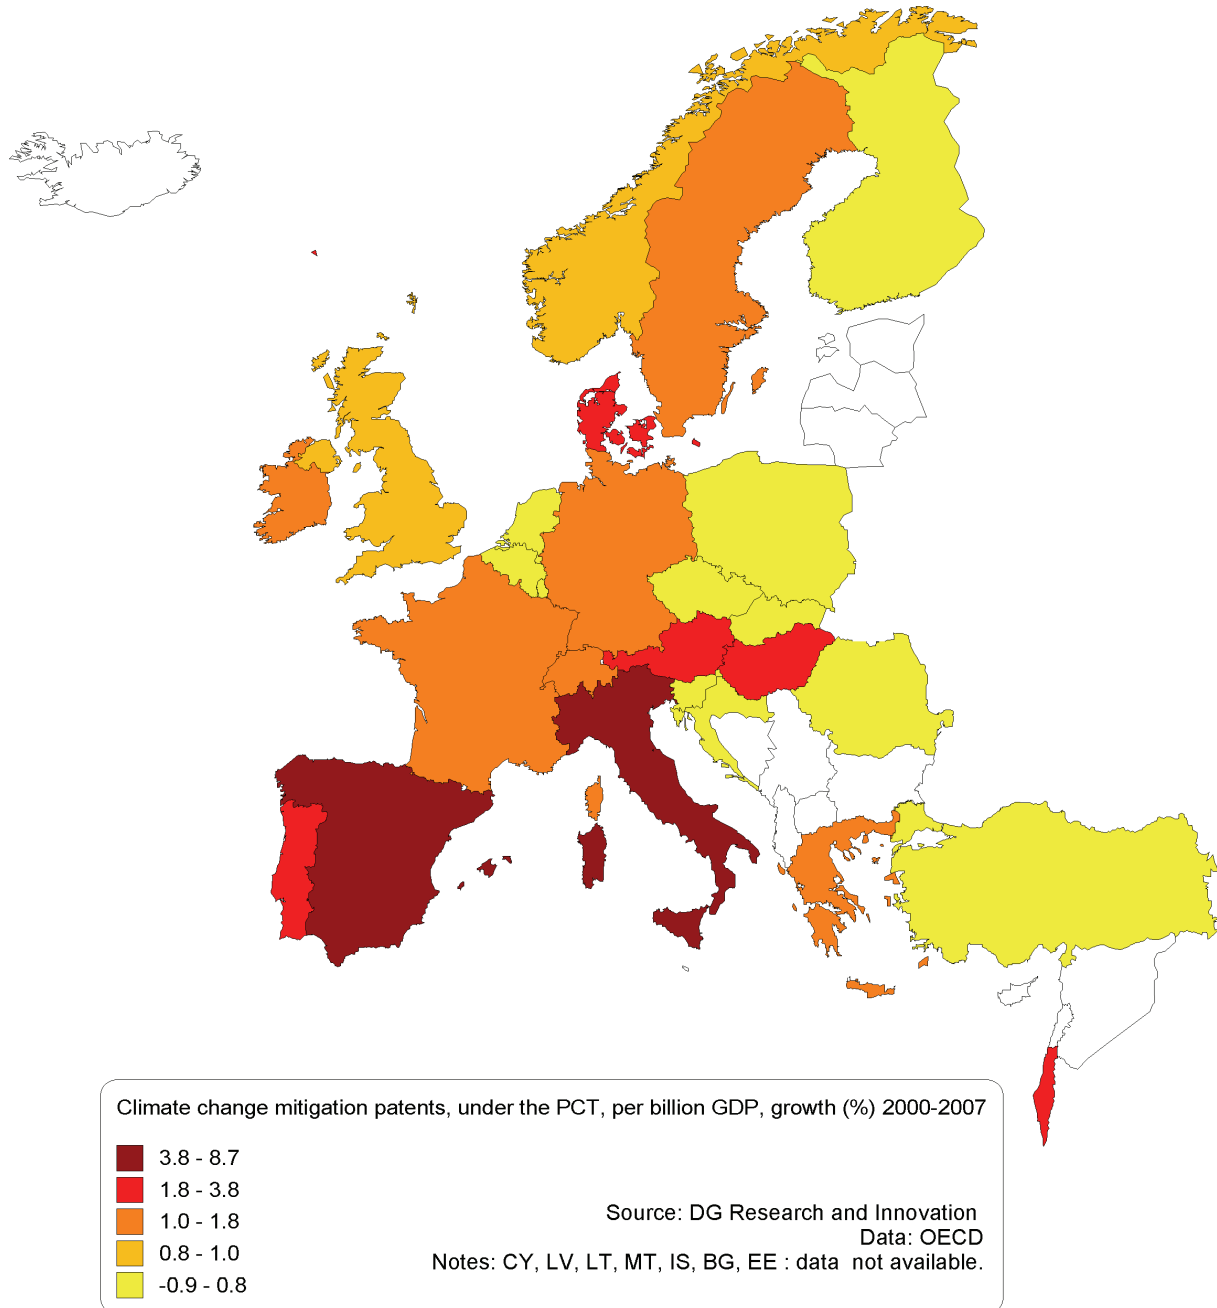 Climate change mitigation patents, under the PCT, per billion GDP, growth (%) 2000-2007
3.8 - 8.7
1.8 - 3.8
1.0 - 1.8
0.8 - 1.0
-0.9 - 0.8
Source: DG Research and Innovation
Data: OECD
Notes: CY, LV, LT, MT, IS, BG, EE : data not available.